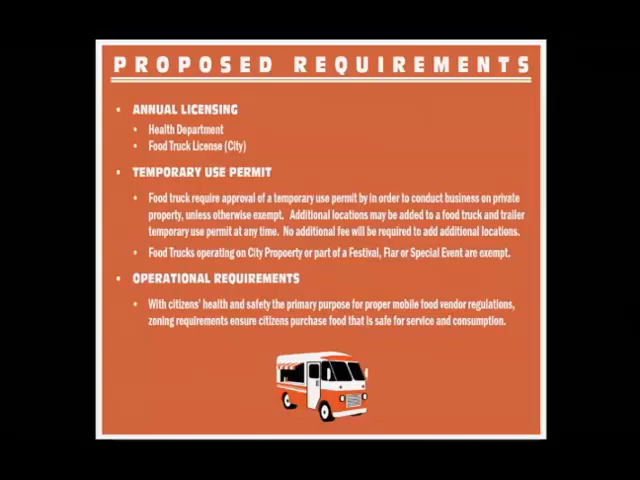 PROPOSED REQUIREMENTS
• ANNUAL LICENSING
• Health Department
• Food Truck License (City)
• TEMPORARY USE PERMIT
• Food truck require approval of a temporary use permit by in order to conduct business on private
property, unless otherwise exempt. Additional locations may be added to a food truck and trailer
temporary use permit at any time. No additional fee will be required to add additional locations.
• Food Trucks operating on City Propoerty or part of a Festival, Fiar or Special Event are exempt.
• OPERATIONAL REQUIREMENTS
• With citizens' health and safety the primary purpose for proper mobile food vendor regulations,
zoning requirements ensure citizens purchase food that is safe for service and consumption.